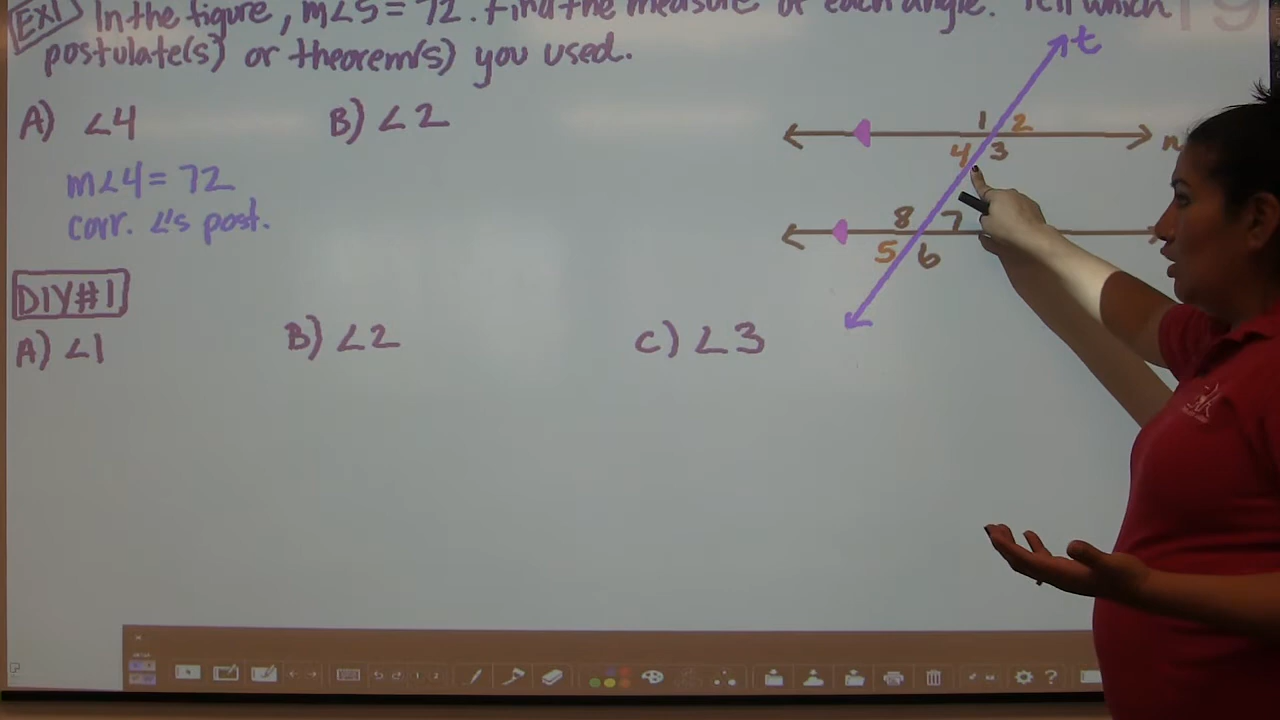 Ex1 In the figure, m∠5 = 72. Find the measure of each angle. Tell which
postulate(s) or theorem(s) you used.
A) ∠4 B) ∠2
m∠4 = 72
corr. ∠'s post.
DIY#1
A) ∠1 B) ∠2 C) ∠3
19
t
1 2
4 3
8 7
5 6